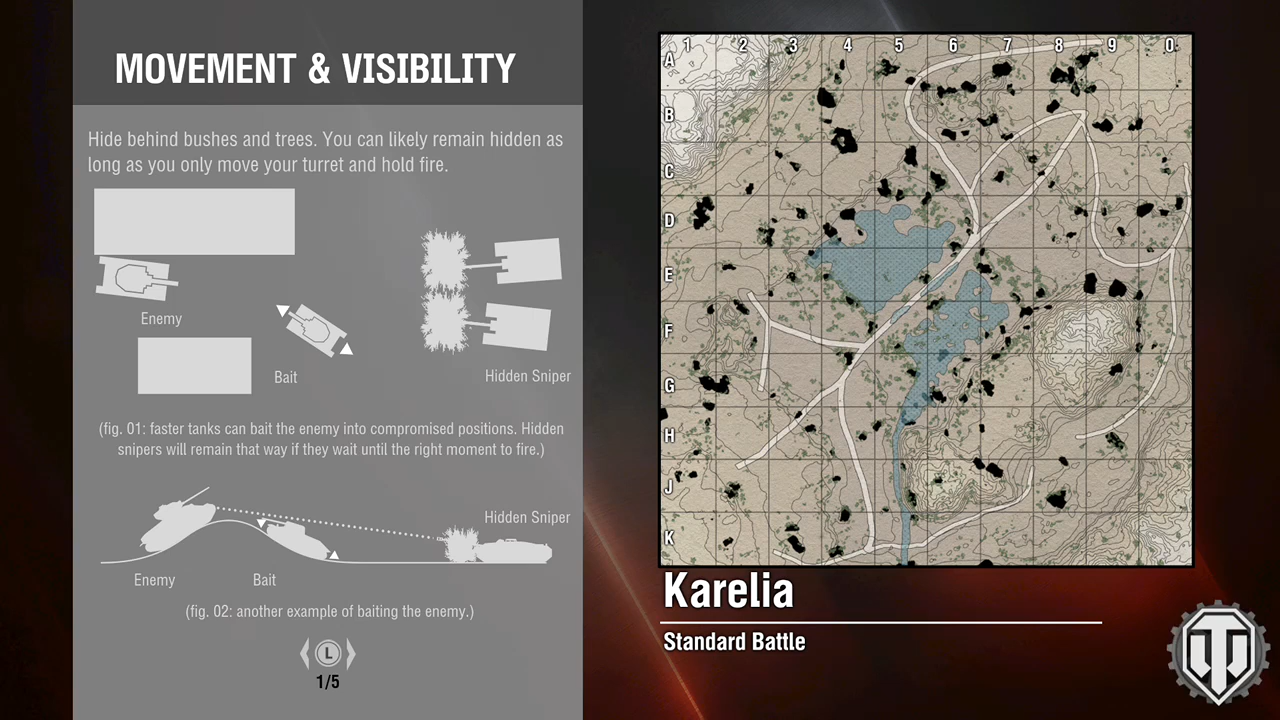 MOVEMENT & VISIBILITY
Hide behind bushes and trees. You can likely remain hidden as
long as you only move your turret and hold fire.
Enemy
Bait
Hidden Sniper
(fig. 01: faster tanks can bait the enemy into compromised positions. Hidden
snipers will remain that way if they wait until the right moment to fire.)
Hidden Sniper
Enemy
Bait
(fig. 02: another example of baiting the enemy.)
L
1/5
1 2 3 4 5 6 7 8 9 0
A
B
C
D
E
F
G
H
J
K
Karelia
Standard Battle